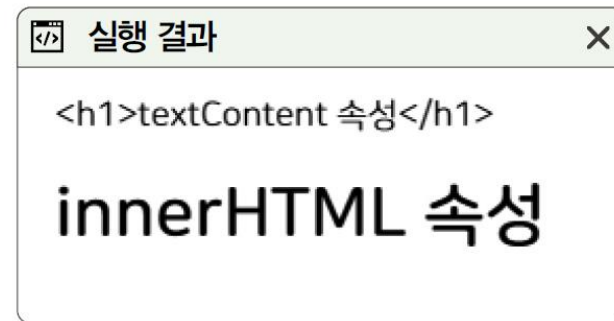 </> 실행 결과
<h1>textContent 속성</h1>
innerHTML 속성